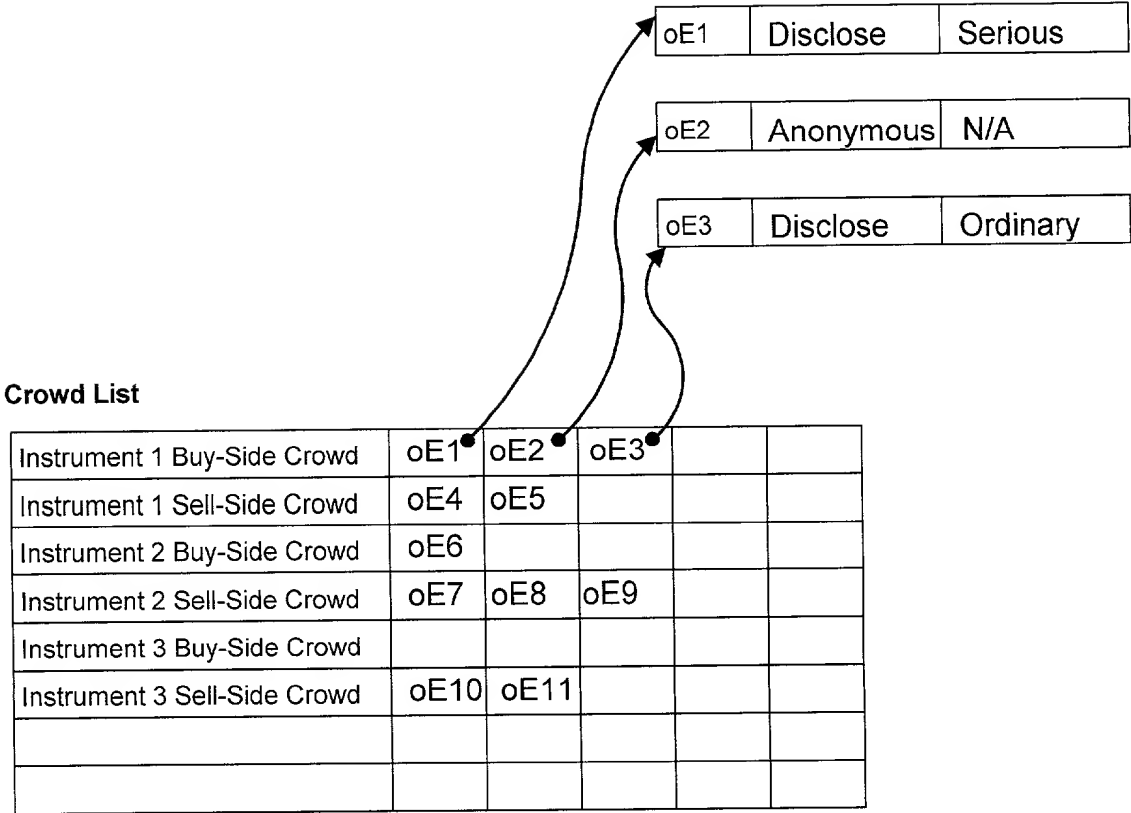 oE1 Disclose Serious
oE2 Anonymous N/A
oE3 Disclose Ordinary
Crowd List
Instrument 1 Buy-Side Crowd oE1 oE2 oE3
Instrument 1 Sell-Side Crowd oE4 oE5
Instrument 2 Buy-Side Crowd oE6
Instrument 2 Sell-Side Crowd oE7 oE8 oE9
Instrument 3 Buy-Side Crowd
Instrument 3 Sell-Side Crowd oE10 oE11